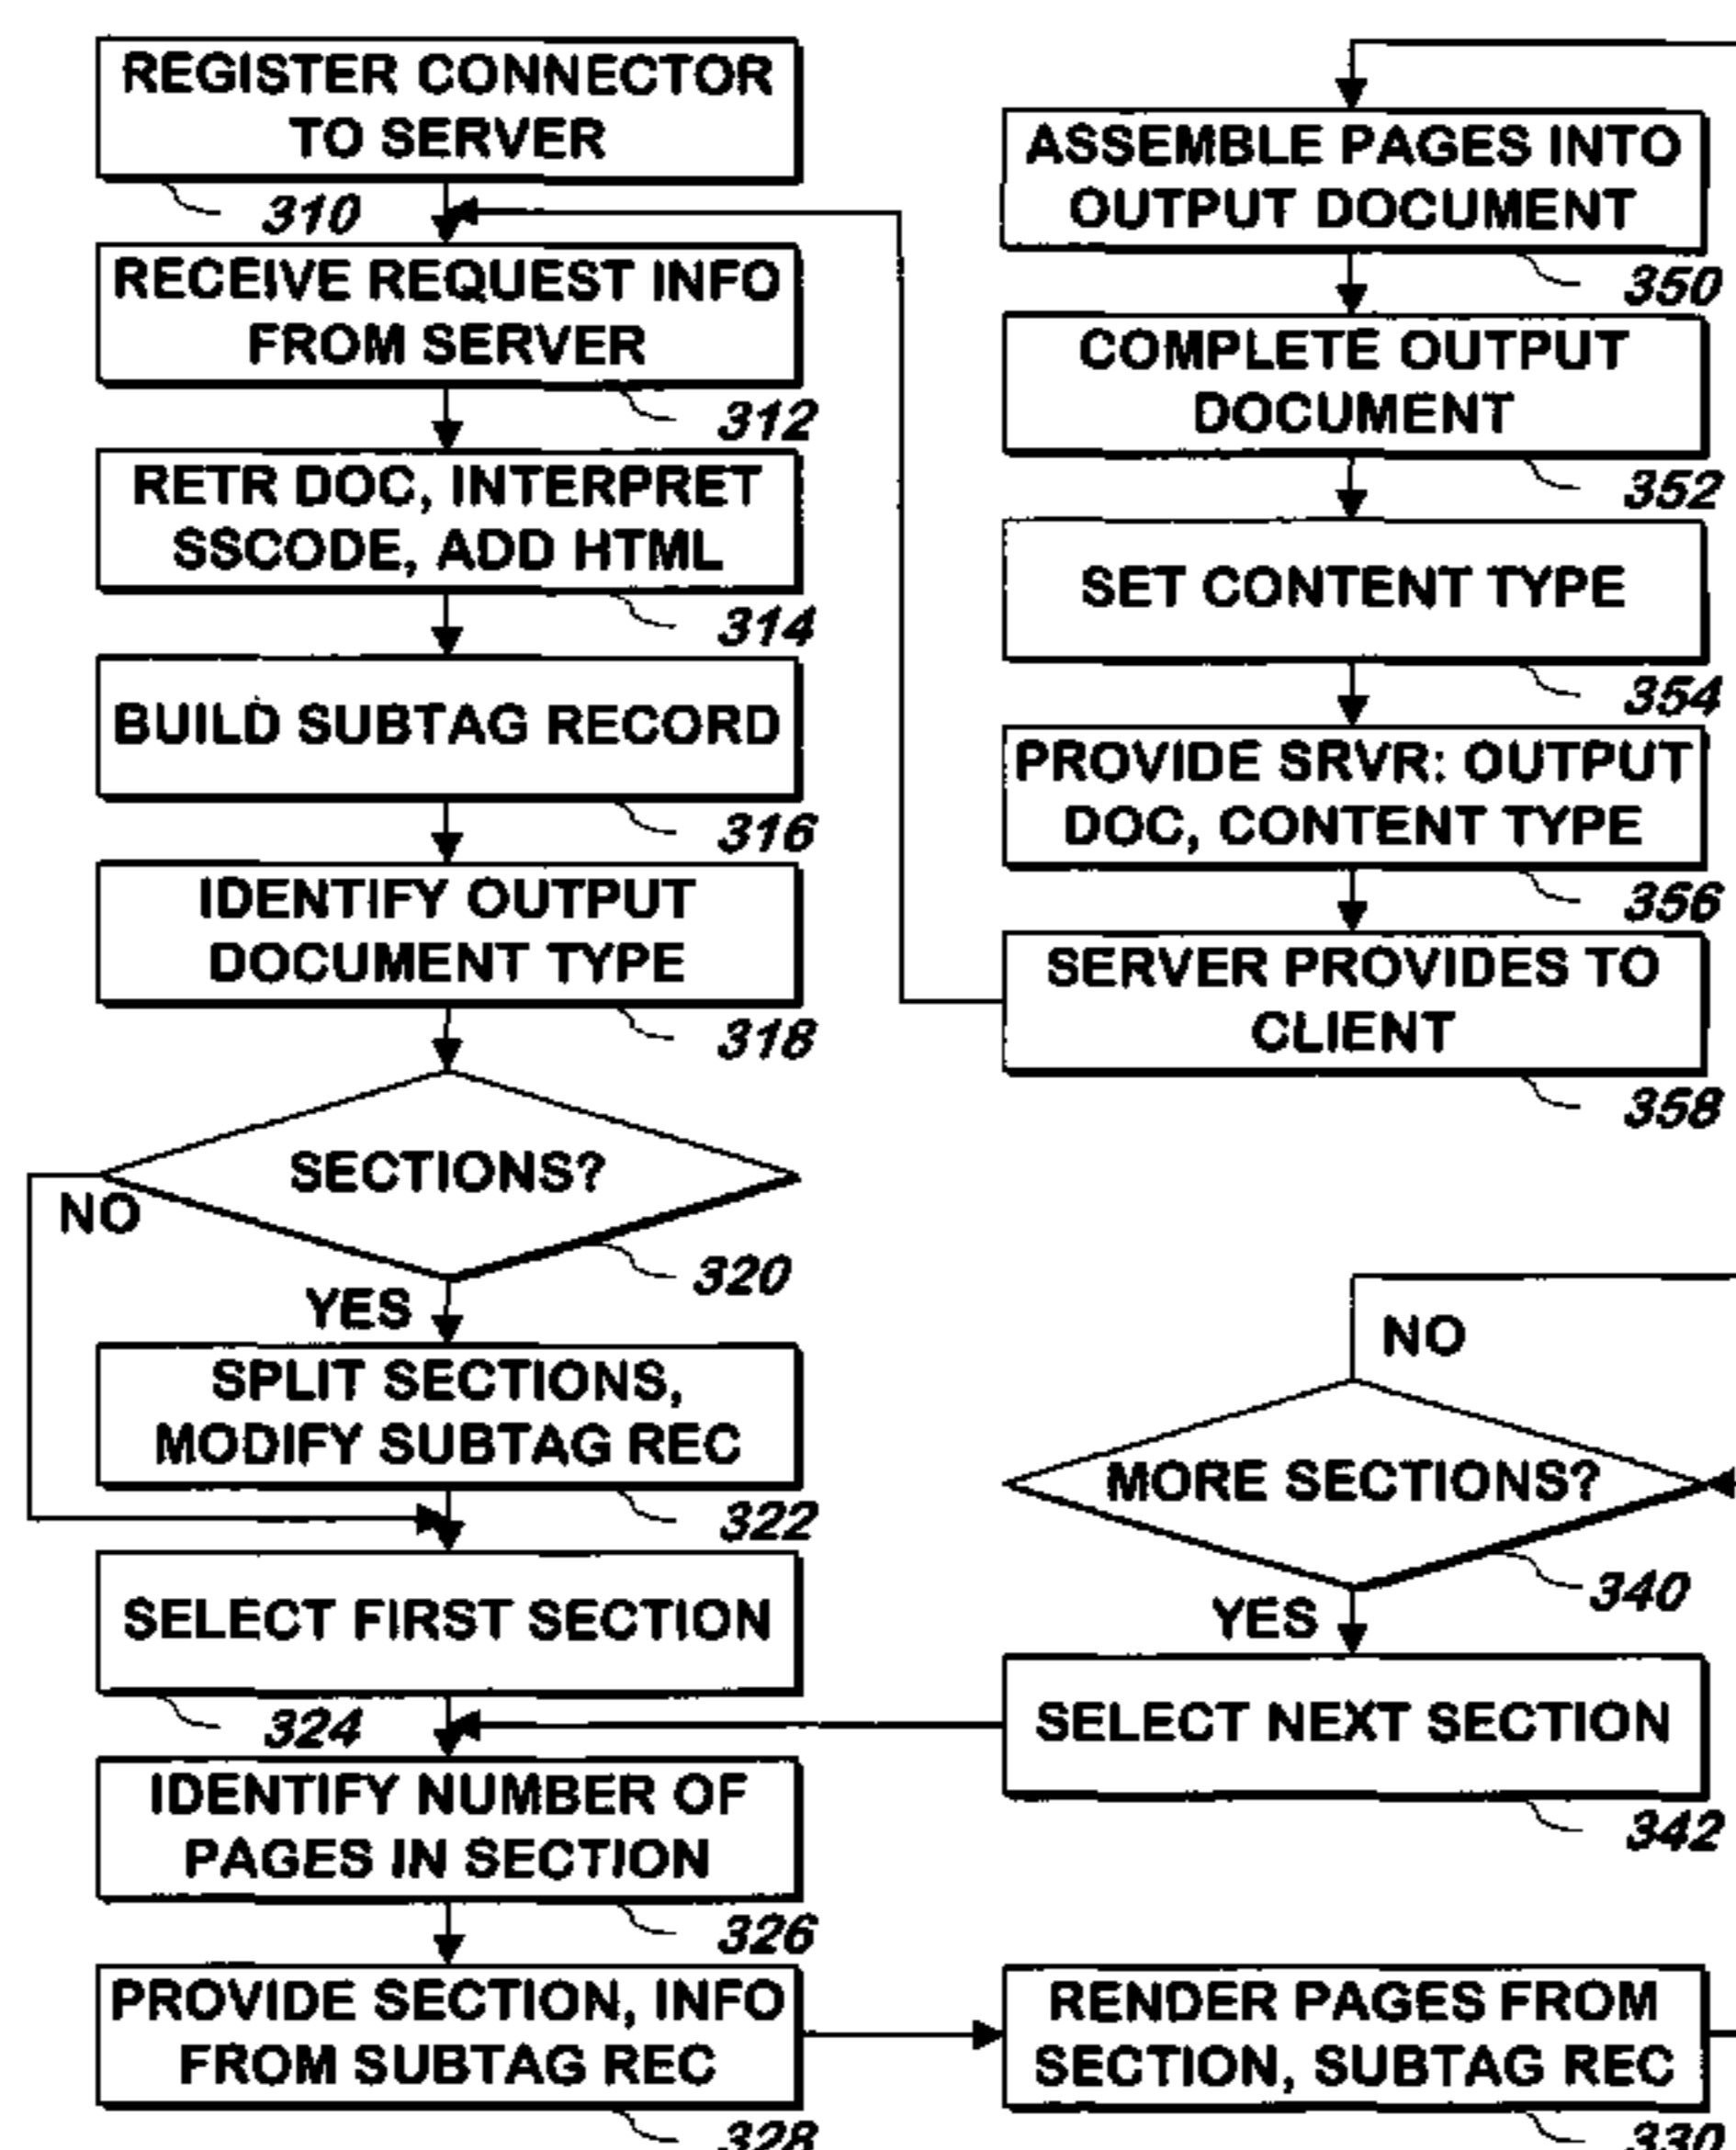 REGISTER CONNECTOR
TO SERVER
310
RECEIVE REQUEST INFO
FROM SERVER
312
RETR DOC, INTERPRET
SSCODE, ADD HTML
314
BUILD SUBTAG RECORD
316
IDENTIFY OUTPUT
DOCUMENT TYPE
318
SECTIONS?
NO
320
YES
SPLIT SECTIONS,
MODIFY SUBTAG REC
322
SELECT FIRST SECTION
324
IDENTIFY NUMBER OF
PAGES IN SECTION
326
PROVIDE SECTION, INFO
FROM SUBTAG REC
328
ASSEMBLE PAGES INTO
OUTPUT DOCUMENT
350
COMPLETE OUTPUT
DOCUMENT
352
SET CONTENT TYPE
354
PROVIDE SRVR: OUTPUT
DOC, CONTENT TYPE
356
SERVER PROVIDES TO
CLIENT
358
NO
MORE SECTIONS?
340
YES
SELECT NEXT SECTION
342
RENDER PAGES FROM
SECTION, SUBTAG REC
330